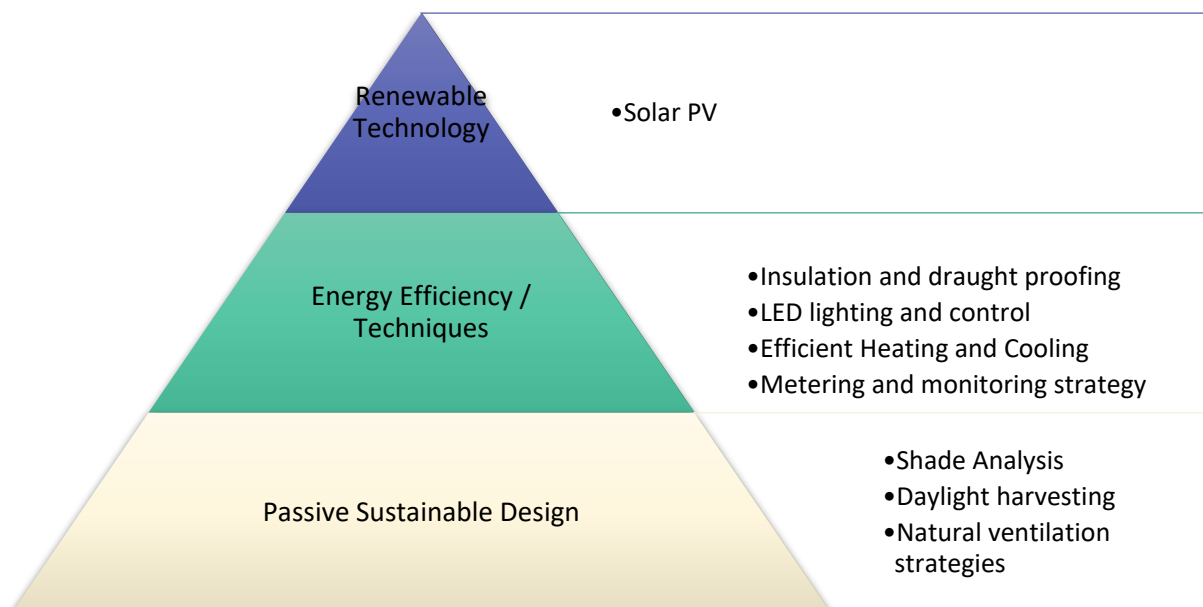 Renewable
Technology
•Solar PV
Energy Efficiency /
Techniques
•Insulation and draught proofing
•LED lighting and control
•Efficient Heating and Cooling
•Metering and monitoring strategy
Passive Sustainable Design
•Shade Analysis
•Daylight harvesting
•Natural ventilation
strategies